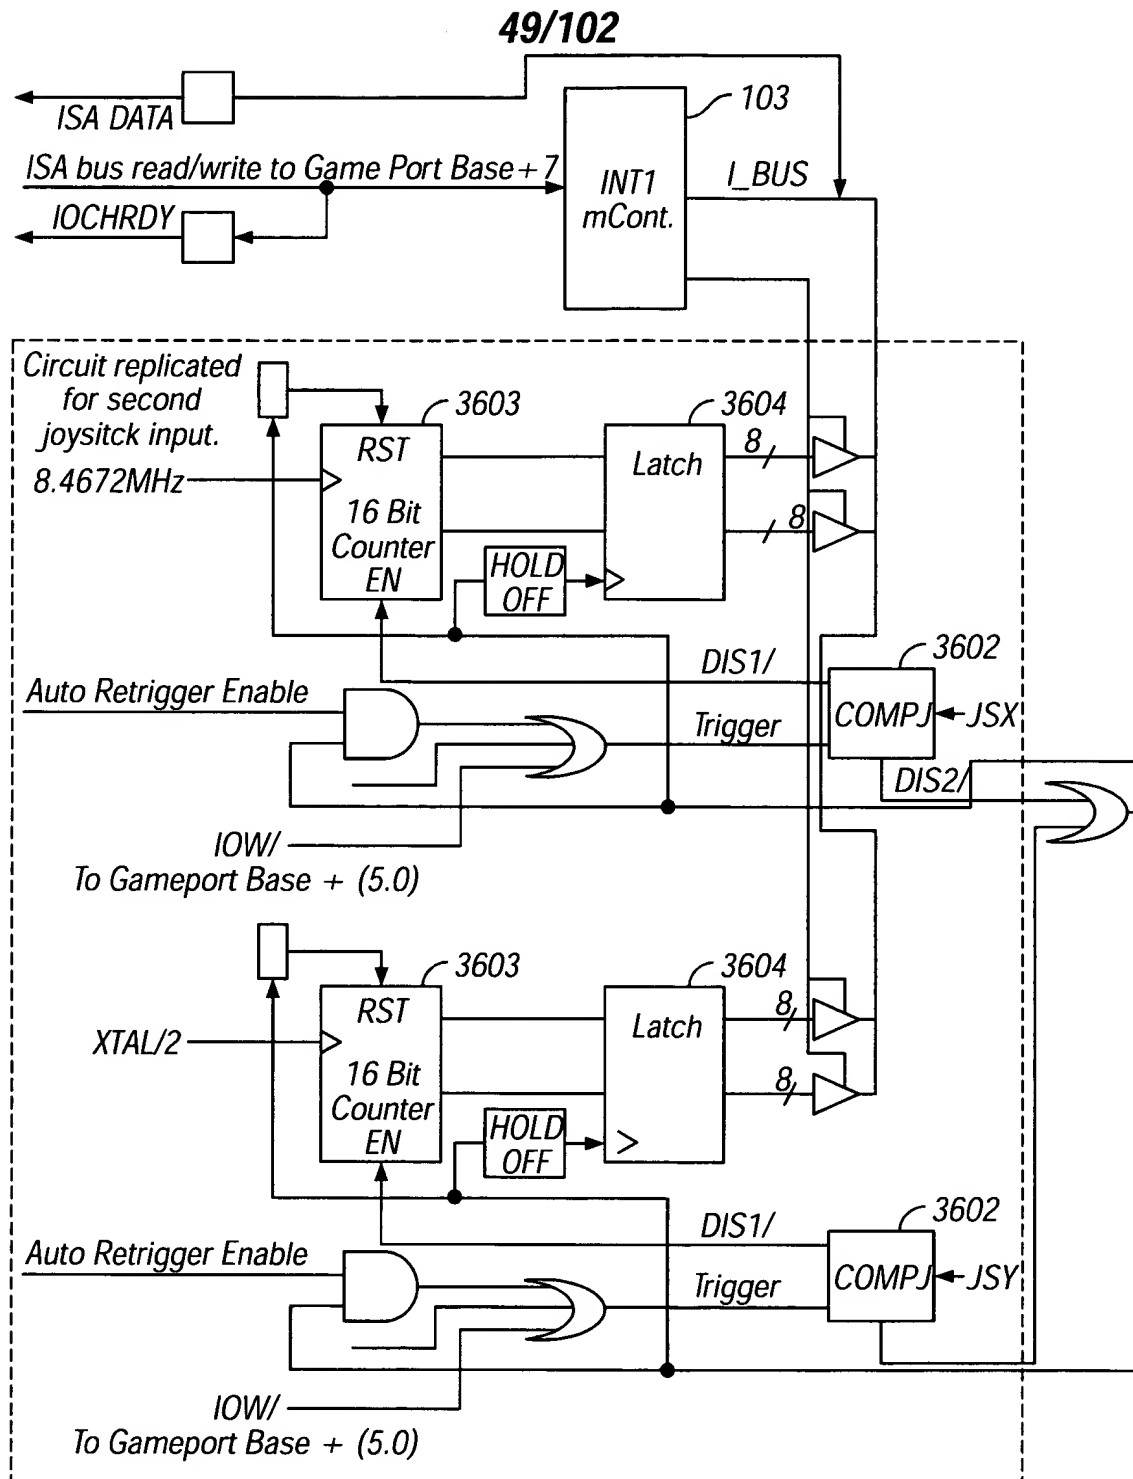 49/102
ISA DATA
103
ISA bus read/write to Game Port Base + 7
INT1
mCont.
I_BUS
IOCHRDY
Circuit replicated
for second
joysitck input.
3603
3604
RST
8
Latch
8.4672MHz
16 Bit
8
Counter
EN
HOLD
OFF
DIS1/
3602
Auto Retrigger Enable
COMPJ
JSX
Trigger
DIS2/
IOW/
To Gameport Base + (5.0)
3603
3604
RST
8
Latch
XTAL/2
16 Bit
8
Counter
EN
HOLD
OFF
DIS1/
3602
Auto Retrigger Enable
COMPJ
JSY
Trigger
IOW/
To Gameport Base + (5.0)